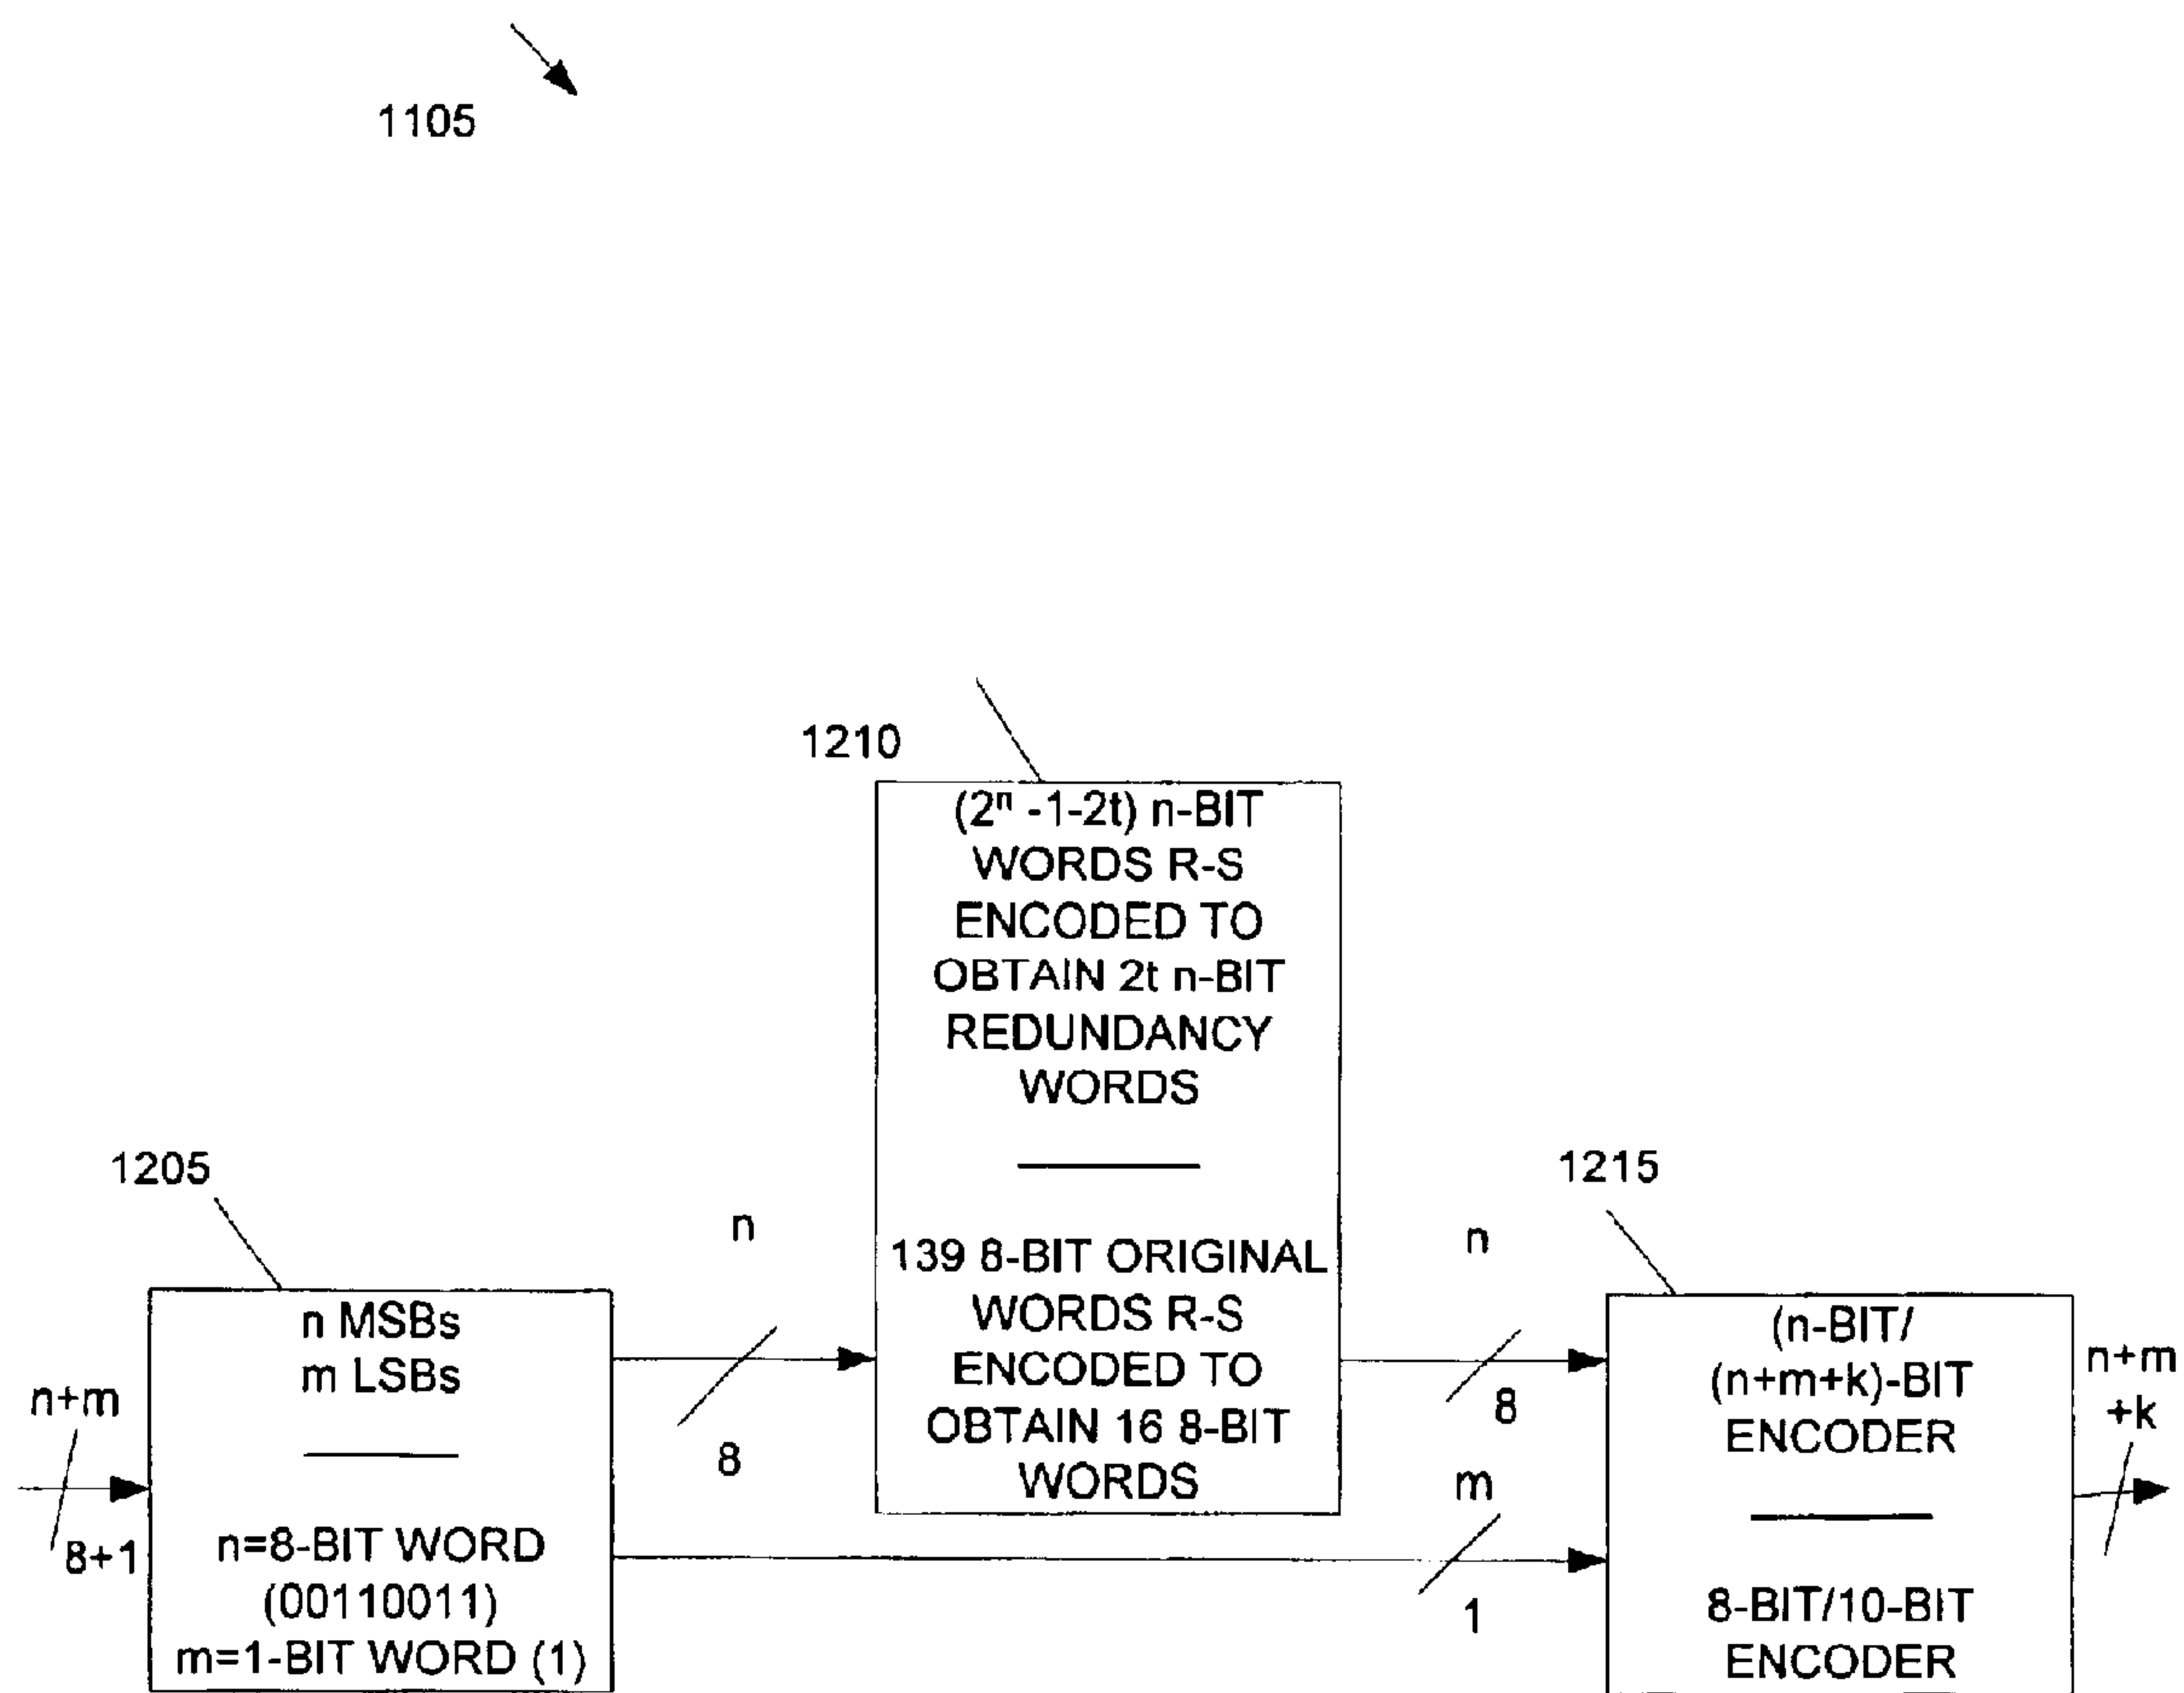 1105
1210
(2ⁿ -1-2t) n-BIT
WORDS R-S
ENCODED TO
OBTAIN 2t n-BIT
REDUNDANCY
WORDS
139 8-BIT ORIGINAL
WORDS R-S
ENCODED TO
OBTAIN 16 8-BIT
WORDS
1205
n+m
8+1
n MSBs
m LSBs
n=8-BIT WORD
(00110011)
m=1-BIT WORD (1)
n
8
n
8
m
1
1215
(n-BIT/
(n+m+k)-BIT
ENCODER
8-BIT/10-BIT
ENCODER
n+m
+k